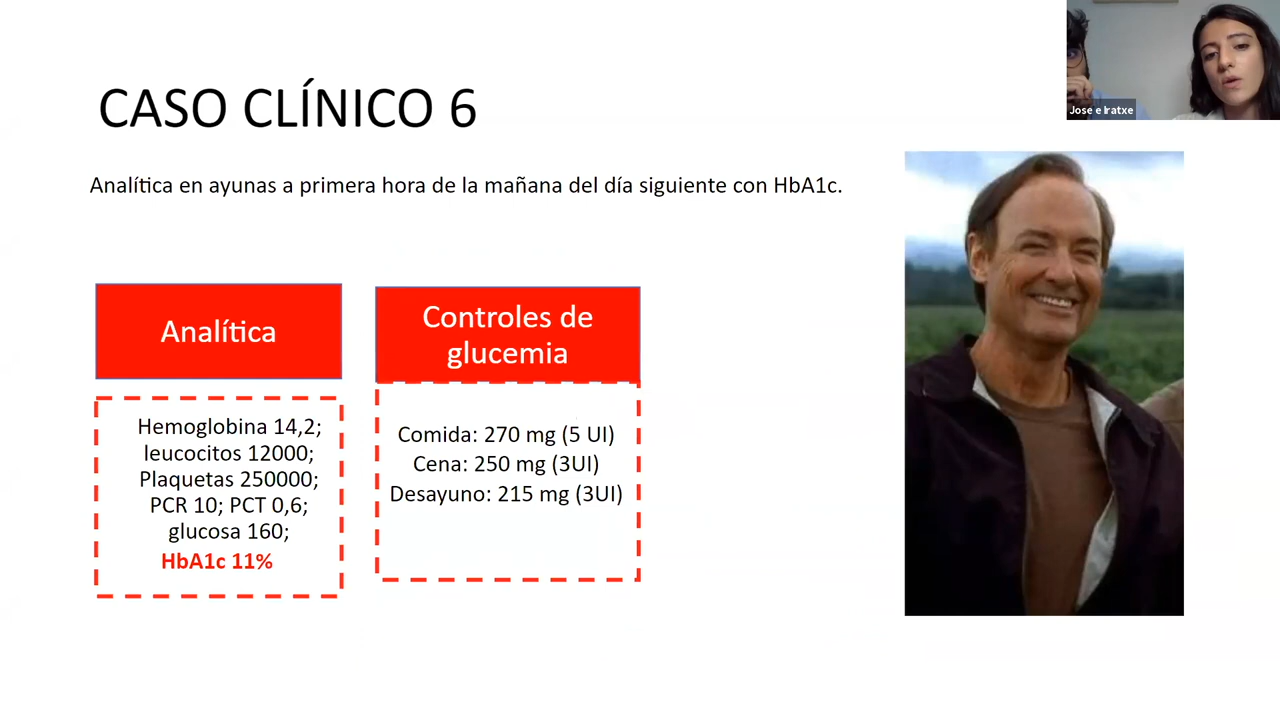 CASO CLÍNICO 6
Jose e Iratxe
Analítica en ayunas a primera hora de la mañana del día siguiente con HbA1c.
Analítica
Hemoglobina 14,2;
leucocitos 12000;
Plaquetas 250000;
PCR 10; PCT 0,6;
glucosa 160;
HbA1c 11%
Controles de
glucemia
Comida: 270 mg (5 UI)
Cena: 250 mg (3UI)
Desayuno: 215 mg (3UI)